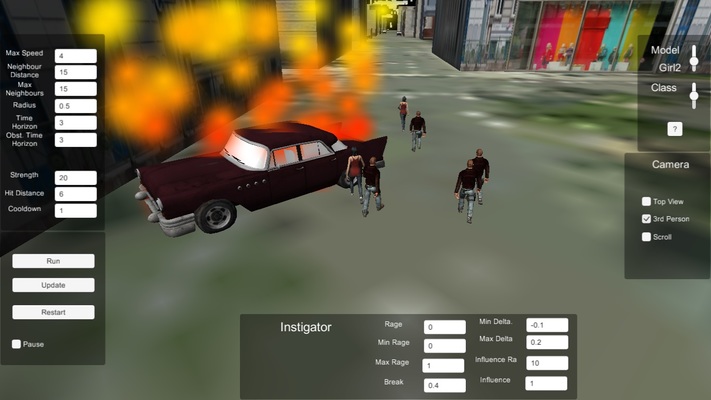 Max Speed 4
Neighbour
Distance 15
Max
Neighbours 15
Radius 0.5
Time
Horizon 3
Obst. Time
Horizon 3
Strength 20
Hit Distance 6
Cooldown 1
Run
Update
Restart
Pause
Instigator
Rage 0
Min Rage 0
Max Rage 1
Break 0.4
Min Delta. -0.1
Max Delta 0.2
Influence Ra 10
Influence 1
Model
Girl2
Class
?
Camera
Top View
3rd Person
Scroll